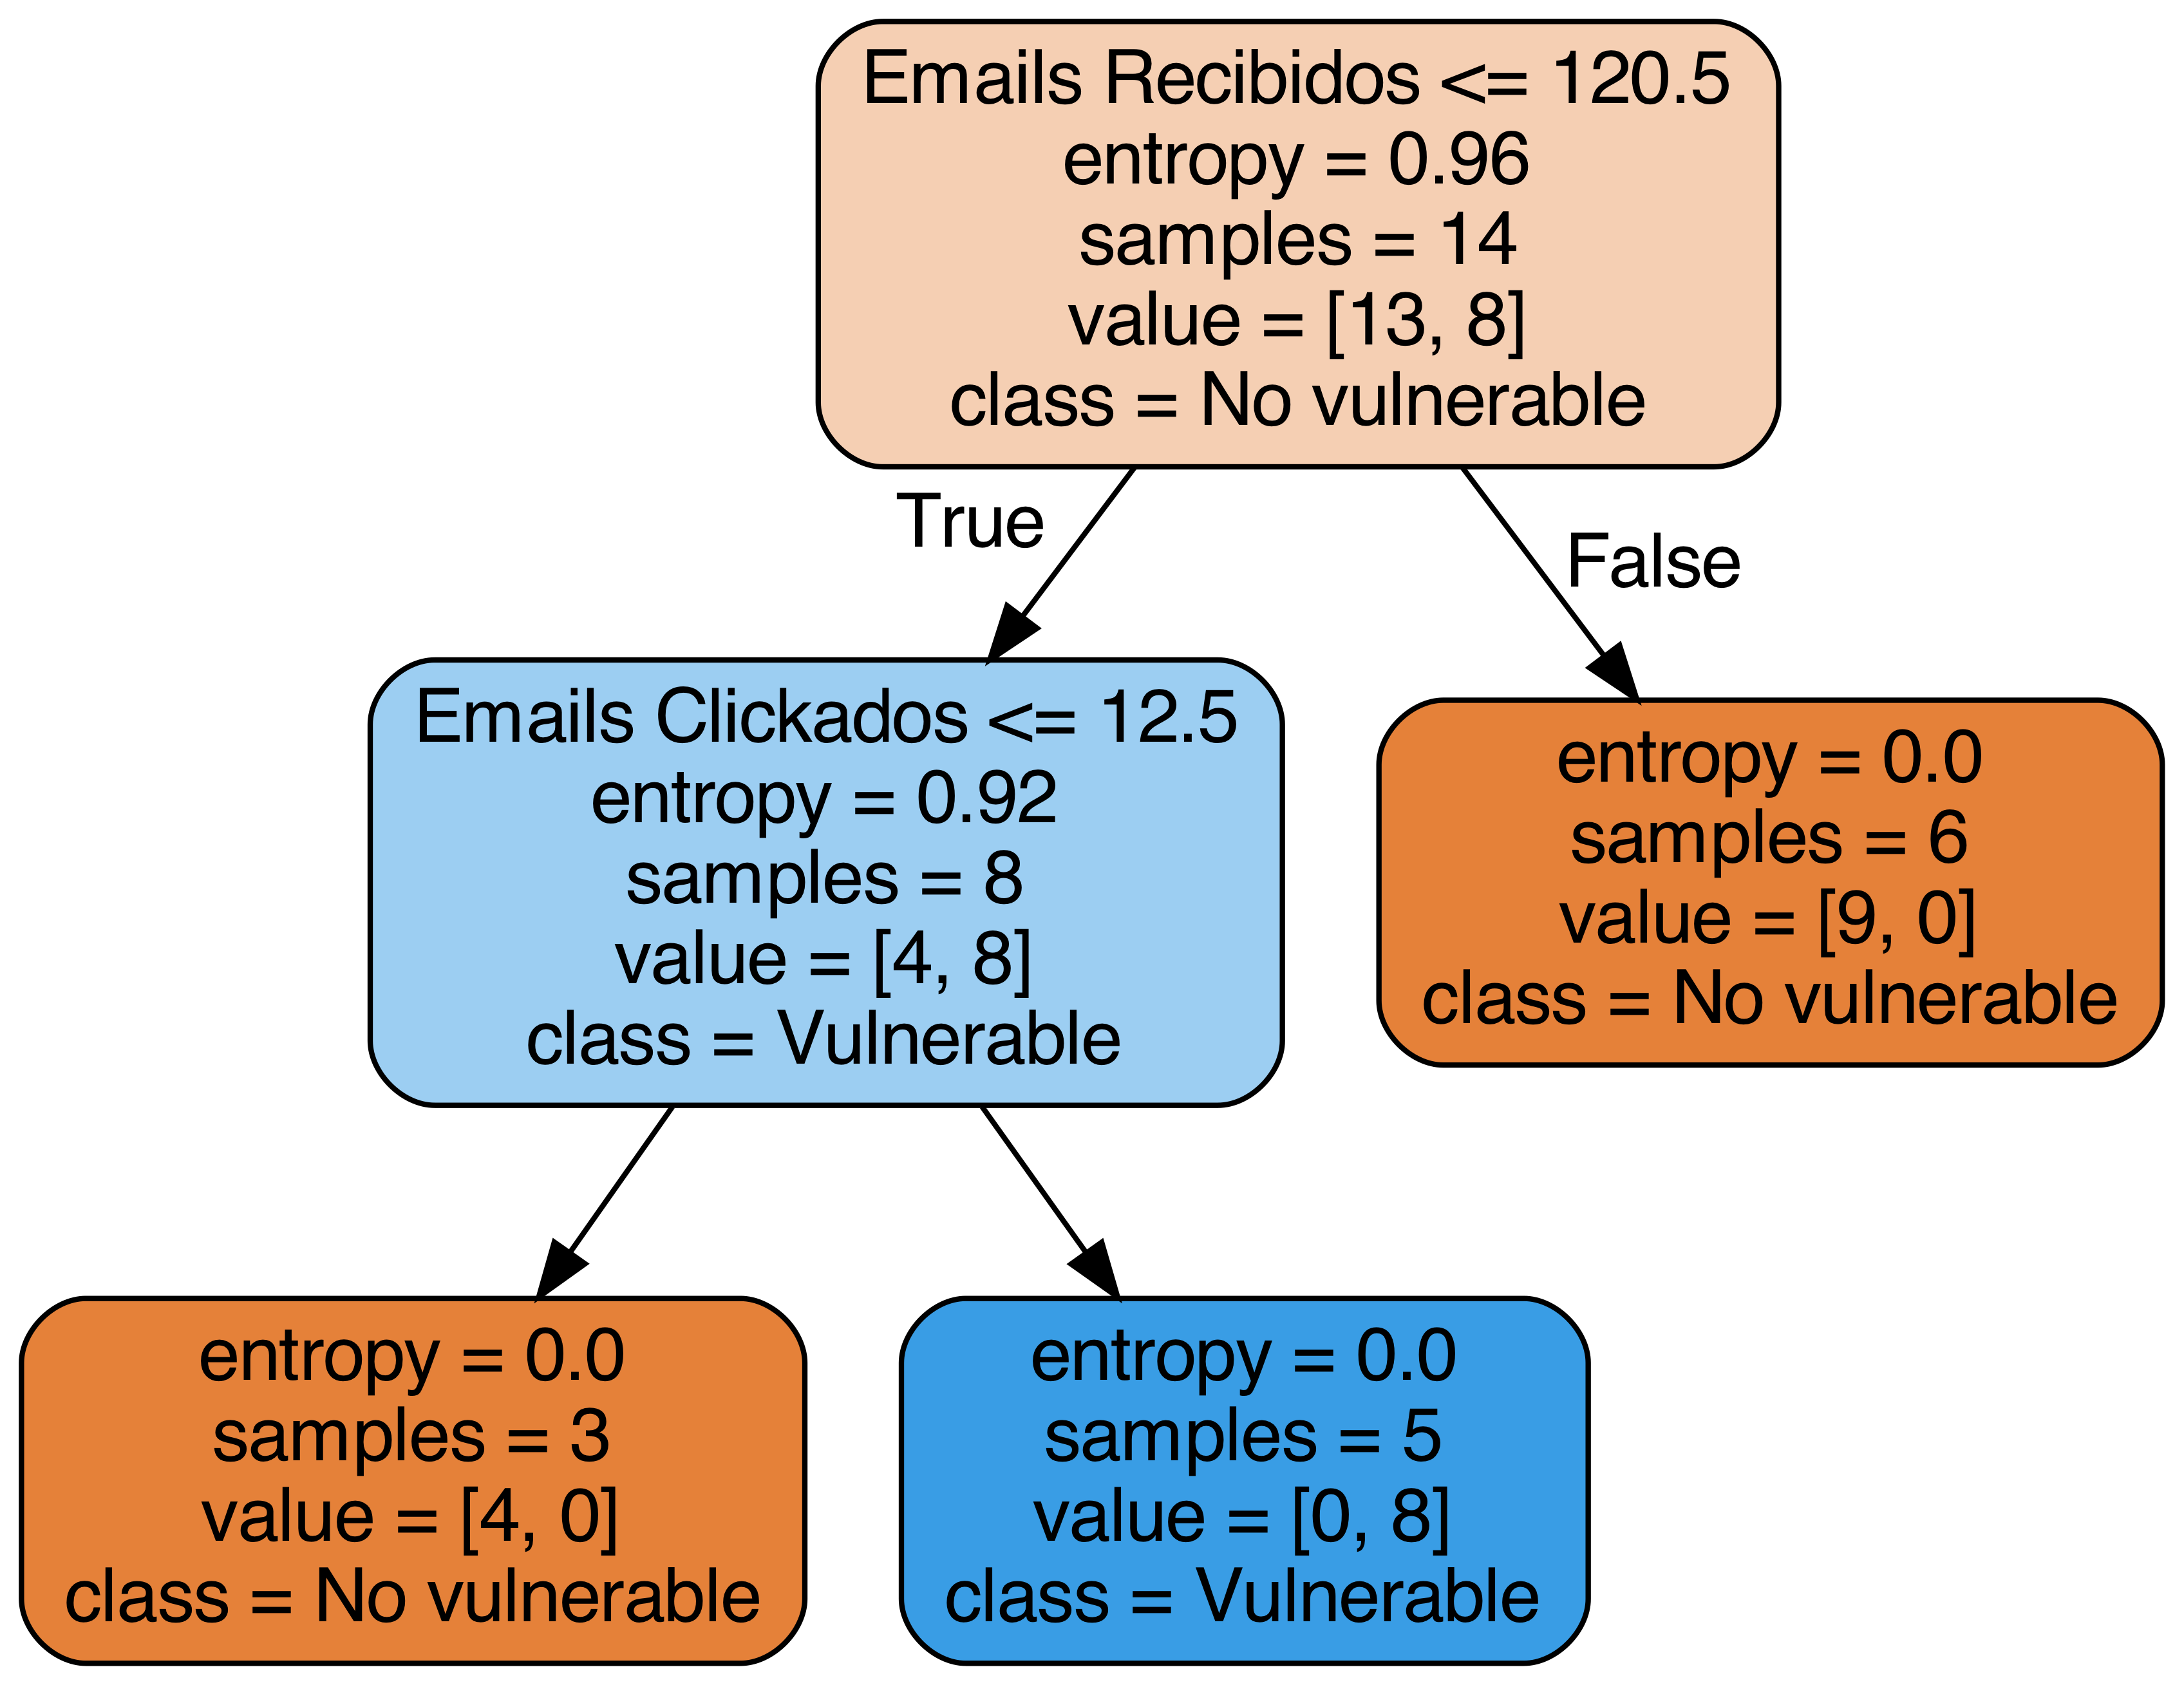 Emails Recibidos <= 120.5
entropy = 0.96
samples = 14
value = [13, 8]
class = No vulnerable
True
False
Emails Clickados <= 12.5
entropy = 0.92
samples = 8
value = [4, 8]
class = Vulnerable
entropy = 0.0
samples = 6
value = [9, 0]
class = No vulnerable
entropy = 0.0
samples = 3
value = [4, 0]
class = No vulnerable
entropy = 0.0
samples = 5
value = [0, 8]
class = Vulnerable